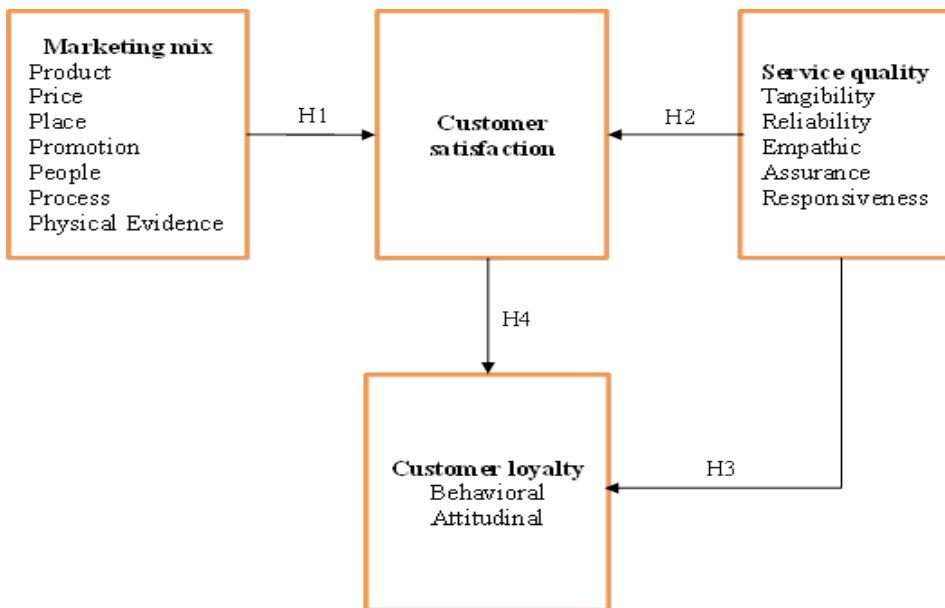 Marketing mix
Product
Price
Place
Promotion
People
Process
Physical Evidence
H1
Customer
satisfaction
H2
Service quality
Tangibility
Reliability
Empathic
Assurance
Responsiveness
H4
Customer loyalty
Behavioral
Attitudinal
H3